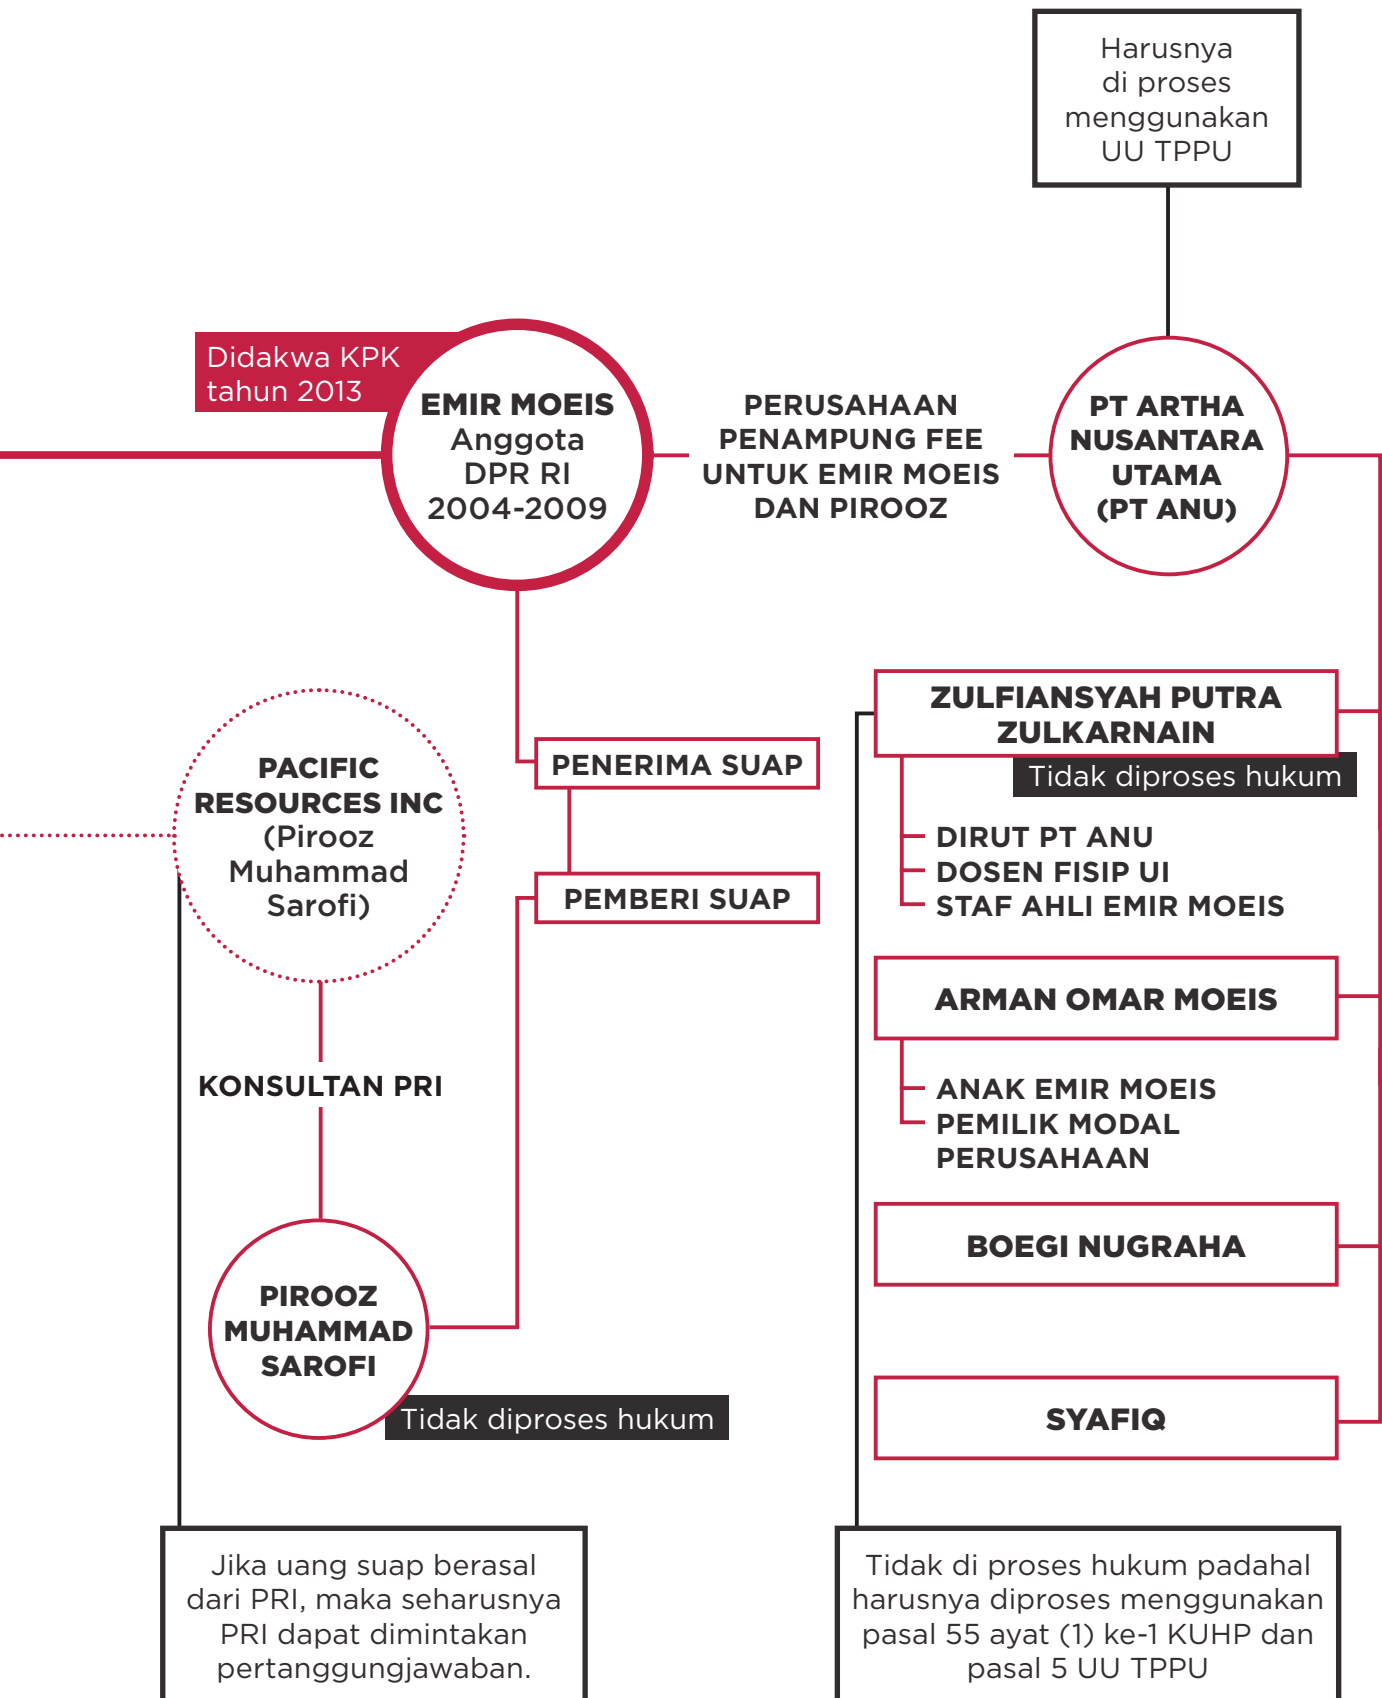 Harusnya
di proses
menggunakan
UU TPPU
Didakwa KPK
tahun 2013
EMIR MOEIS
Anggota
DPR RI
2004-2009
PERUSAHAAN
PENAMPUNG FEE
UNTUK EMIR MOEIS
DAN PIROOZ
PT ARTHA
NUSANTARA
UTAMA
(PT ANU)
PACIFIC
RESOURCES INC
(Pirooz
Muhammad
Sarofi)
PENERIMA SUAP
PEMBERI SUAP
KONSULTAN PRI
PIROOZ
MUHAMMAD
SAROFI
Tidak diproses hukum
ZULFIANSYAH PUTRA
ZULKARNAIN
Tidak diproses hukum
DIRUT PT ANU
DOSEN FISIP UI
STAF AHLI EMIR MOEIS
ARMAN OMAR MOEIS
ANAK EMIR MOEIS
PEMILIK MODAL
PERUSAHAAN
BOEGI NUGRAHA
SYAFIQ
Jika uang suap berasal
dari PRI, maka seharusnya
PRI dapat dimintakan
pertanggungjawaban.
Tidak di proses hukum padahal
harusnya diproses menggunakan
pasal 55 ayat (1) ke-1 KUHP dan
pasal 5 UU TPPU